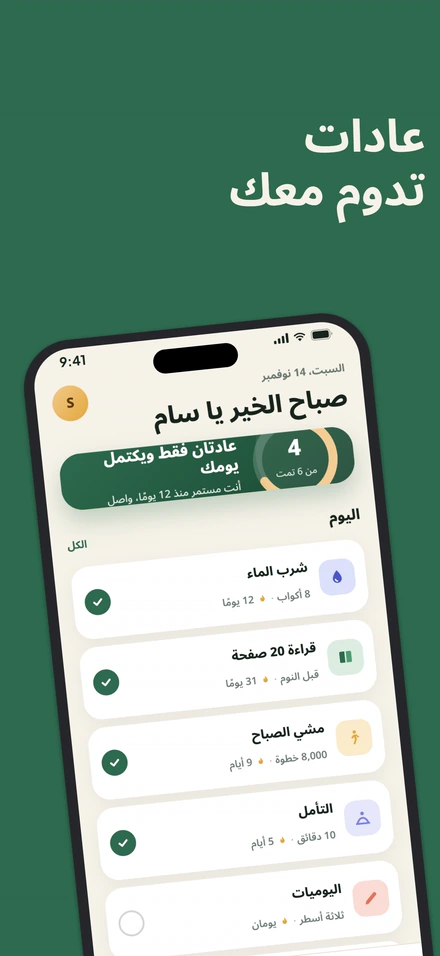 عادات
تدوم معك
9:41
السبت، 14 نوفمبر
صباح الخير يا سام
S
4
من 6 تمت
عادتان فقط ويكتمل
يومك
أنت مستمر منذ 12 يومًا، واصل
اليوم
الكل
شرب الماء
8 أكواب · 12 يومًا
قراءة 20 صفحة
قبل النوم · 31 يومًا
مشي الصباح
8,000 خطوة · 9 أيام
التأمل
10 دقائق · 5 أيام
اليوميات
ثلاثة أسطر · يومان